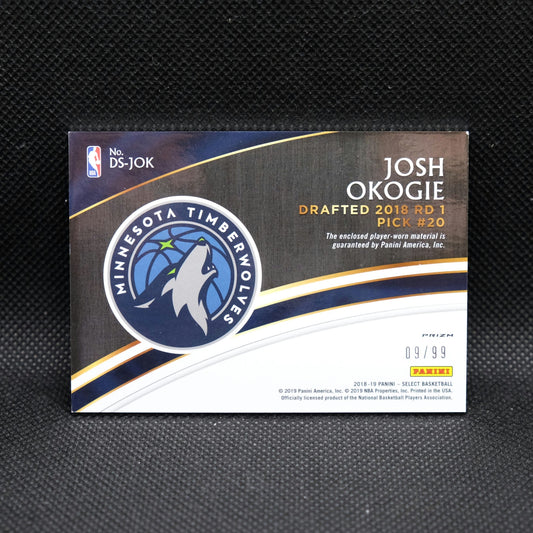 No.
DS-JOK
NBA
JOSH
OKOGIE
DRAFTED 2018 RD 1
PICK #20
The enclosed player-worn material is
guaranteed by Panini America, Inc.
MINNESOTA TIMBERWOLVES
PRIZM
09/99
PANINI
2018-19 PANINI – SELECT BASKETBALL
© 2019 Panini America, Inc. © 2019 NBA Properties, Inc. Printed in the USA.
Officially licensed product of the National Basketball Players Association.